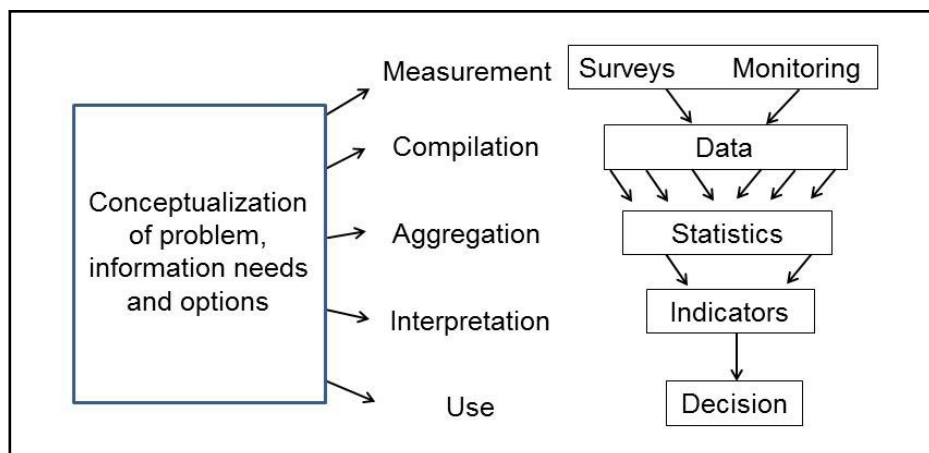 Conceptualization
of problem,
information needs
and options
Measurement
Compilation
Aggregation
Interpretation
Use
Surveys Monitoring
Data
Statistics
Indicators
Decision